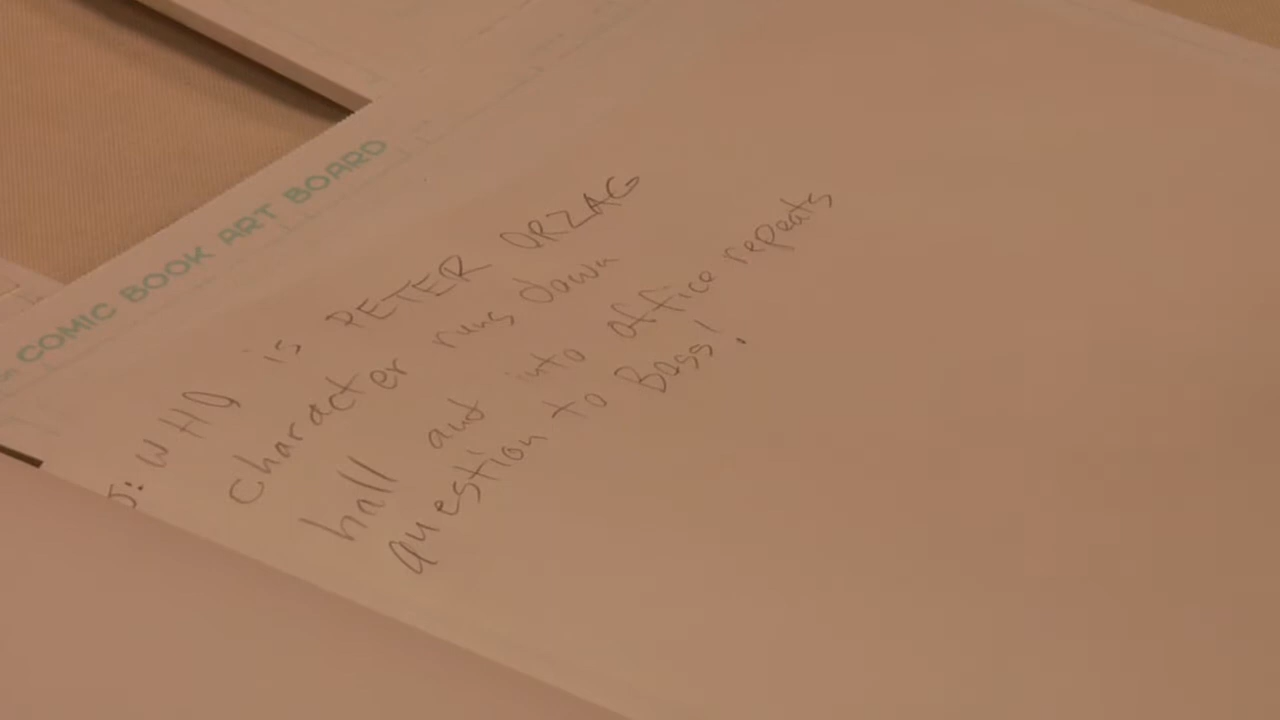 COMIC BOOK ART BOARD
J: WHO is PETER ORZAG
character runs down
hall and into office repeats
question to Boss!